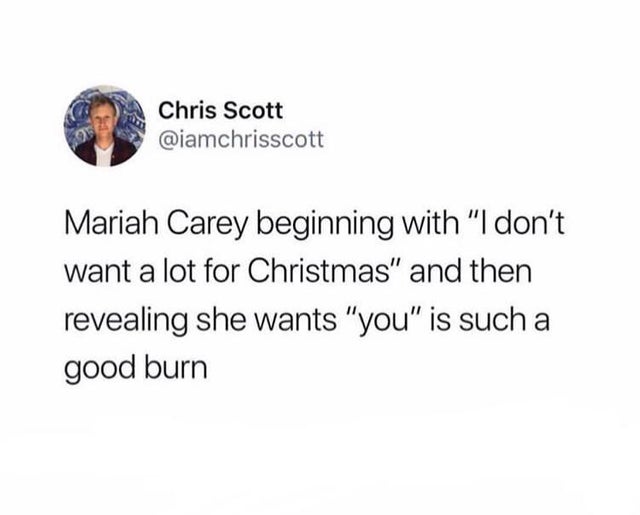 Chris Scott
@iamchrisscott
Mariah Carey beginning with "I don't
want a lot for Christmas" and then
revealing she wants "you" is such a
good burn